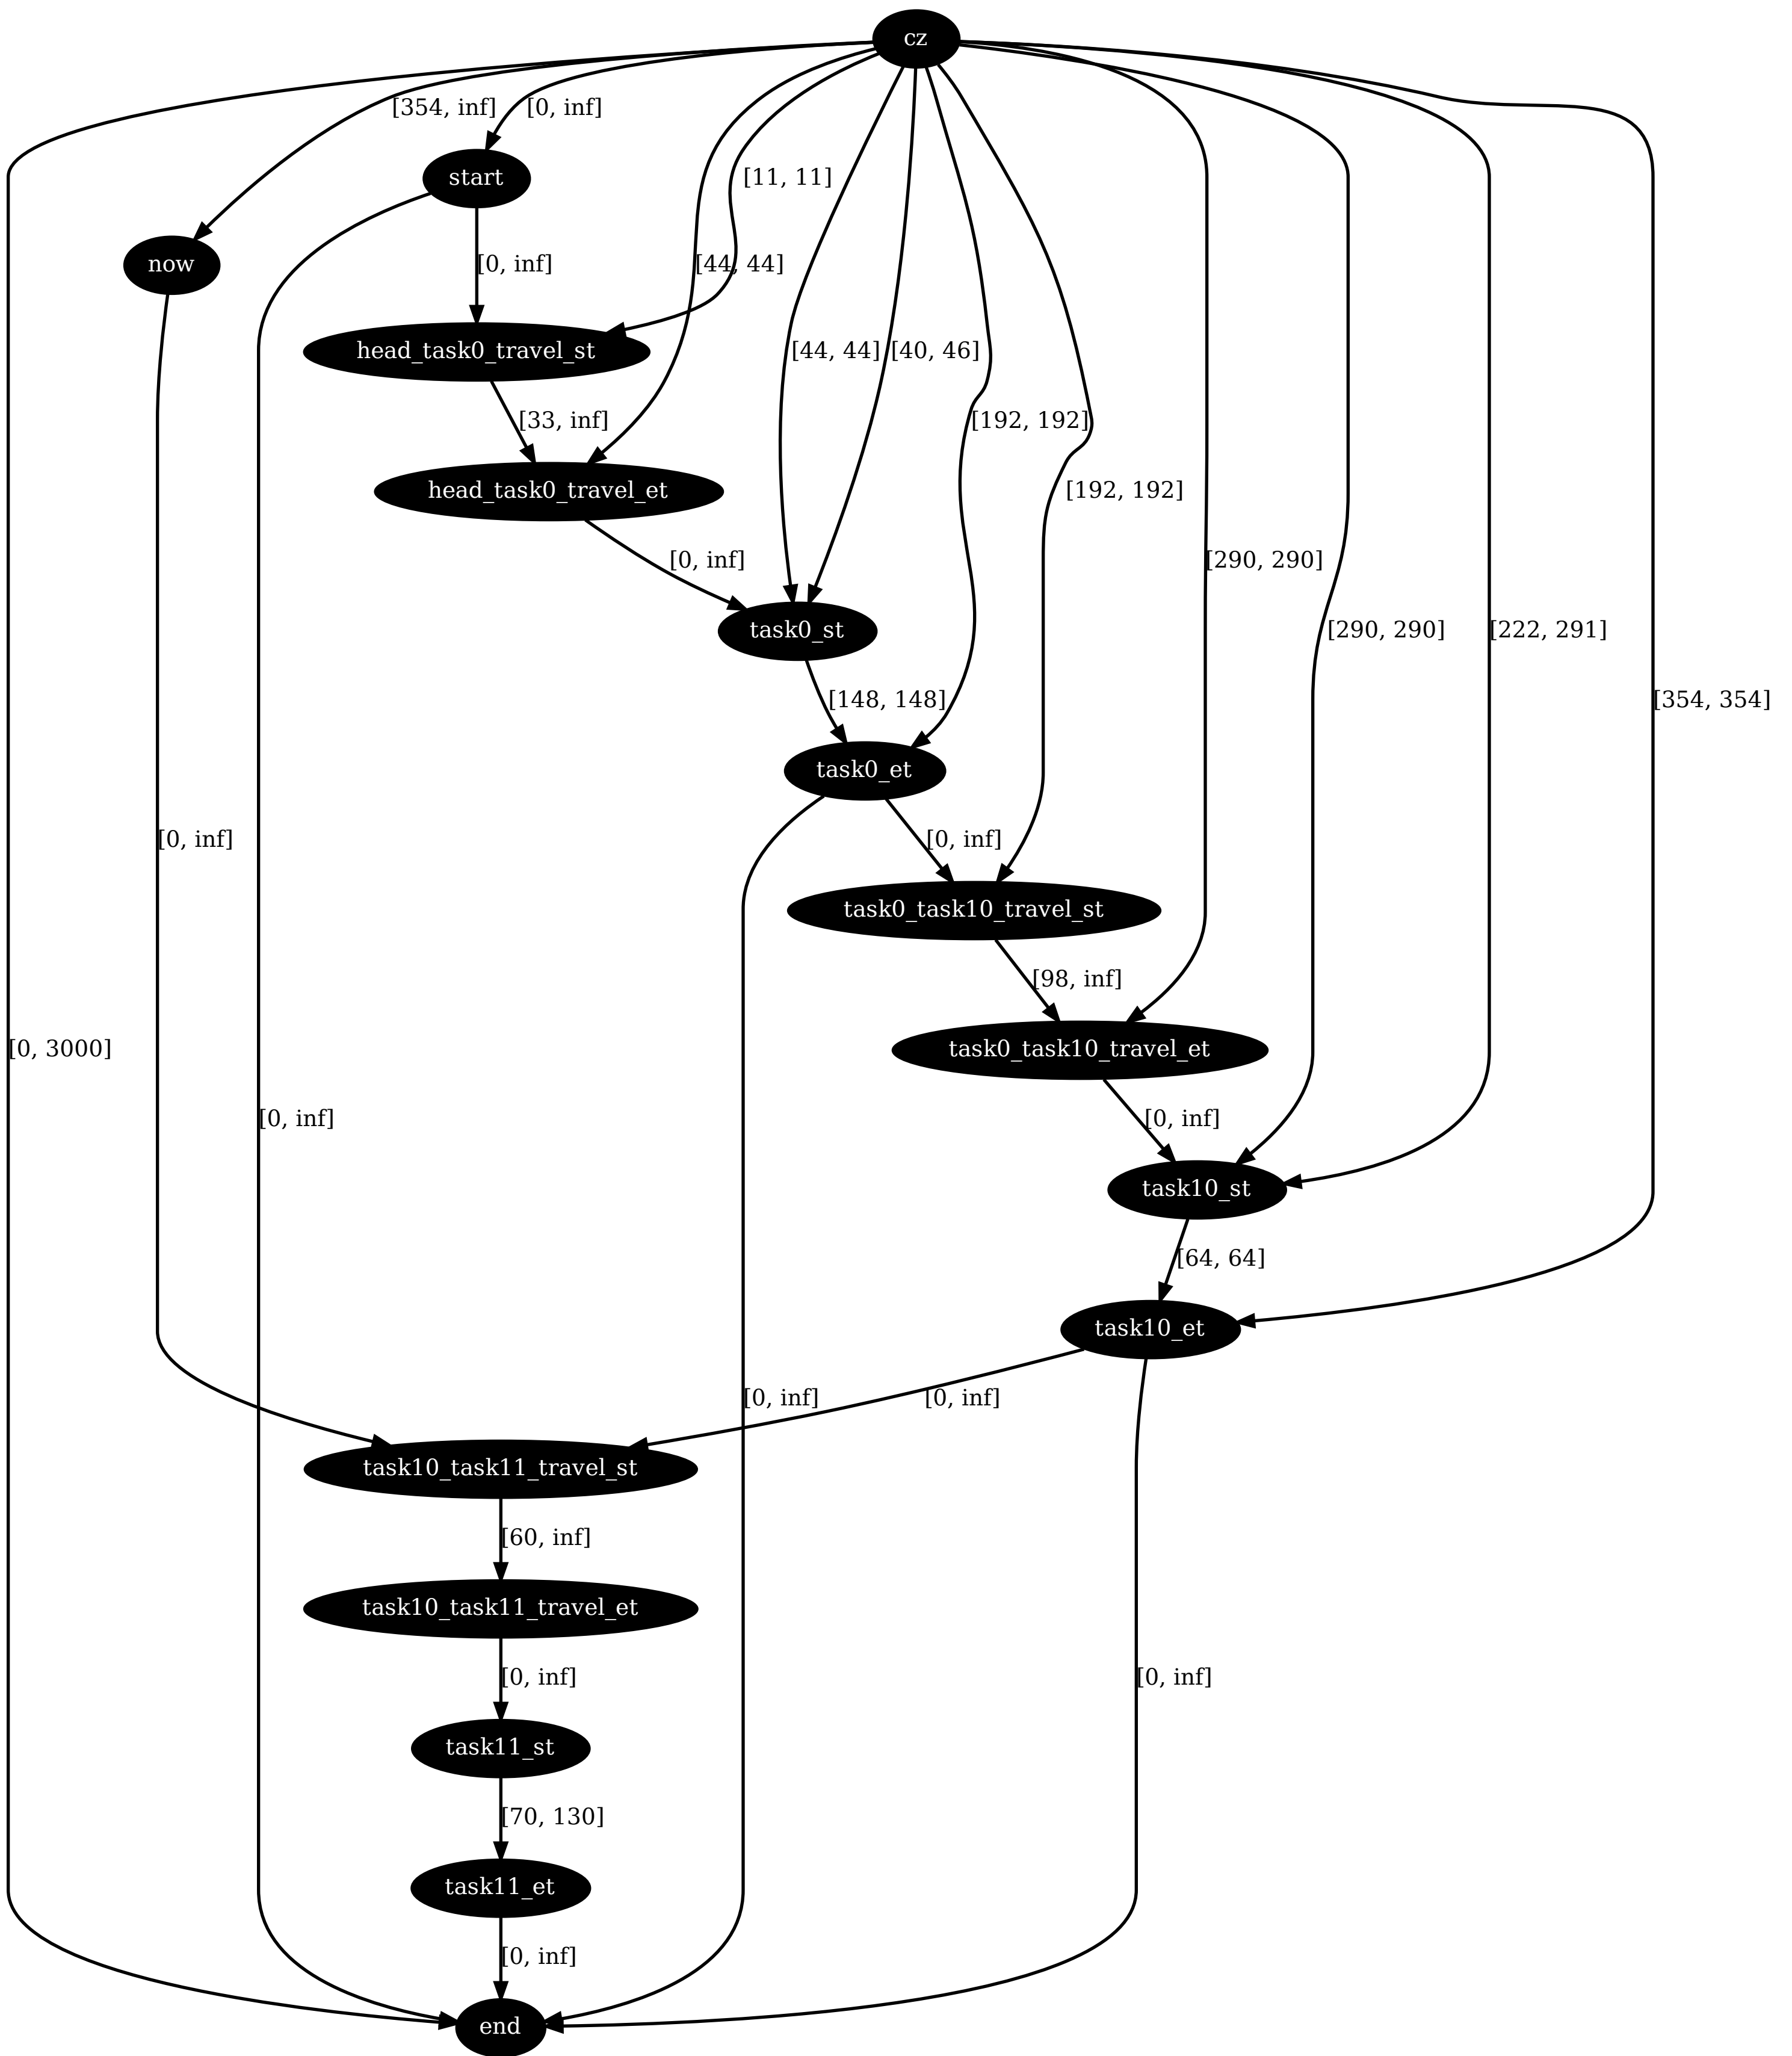 cz
[354, inf]
[0, inf]
start
[11, 11]
now
[0, inf]
[44, 44]
head_task0_travel_st
[44, 44]
[40, 46]
[33, inf]
[192, 192]
head_task0_travel_et
[192, 192]
[0, inf]
[290, 290]
task0_st
[290, 290]
[222, 291]
[148, 148]
[354, 354]
task0_et
[0, inf]
[0, inf]
task0_task10_travel_st
[98, inf]
[0, 3000]
task0_task10_travel_et
[0, inf]
[0, inf]
task10_st
[64, 64]
task10_et
[0, inf]
[0, inf]
task10_task11_travel_st
[60, inf]
task10_task11_travel_et
[0, inf]
[0, inf]
task11_st
[70, 130]
task11_et
[0, inf]
end